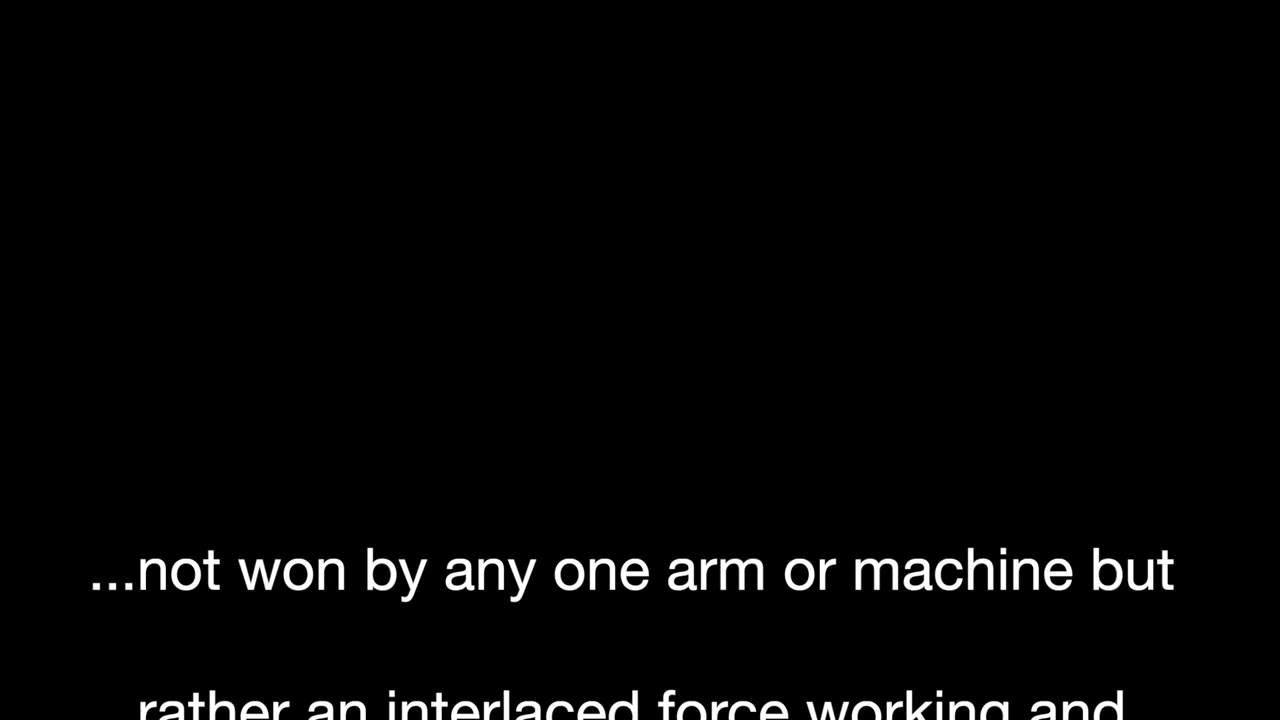 ...not won by any one arm or machine but
rather an interlaced force working and